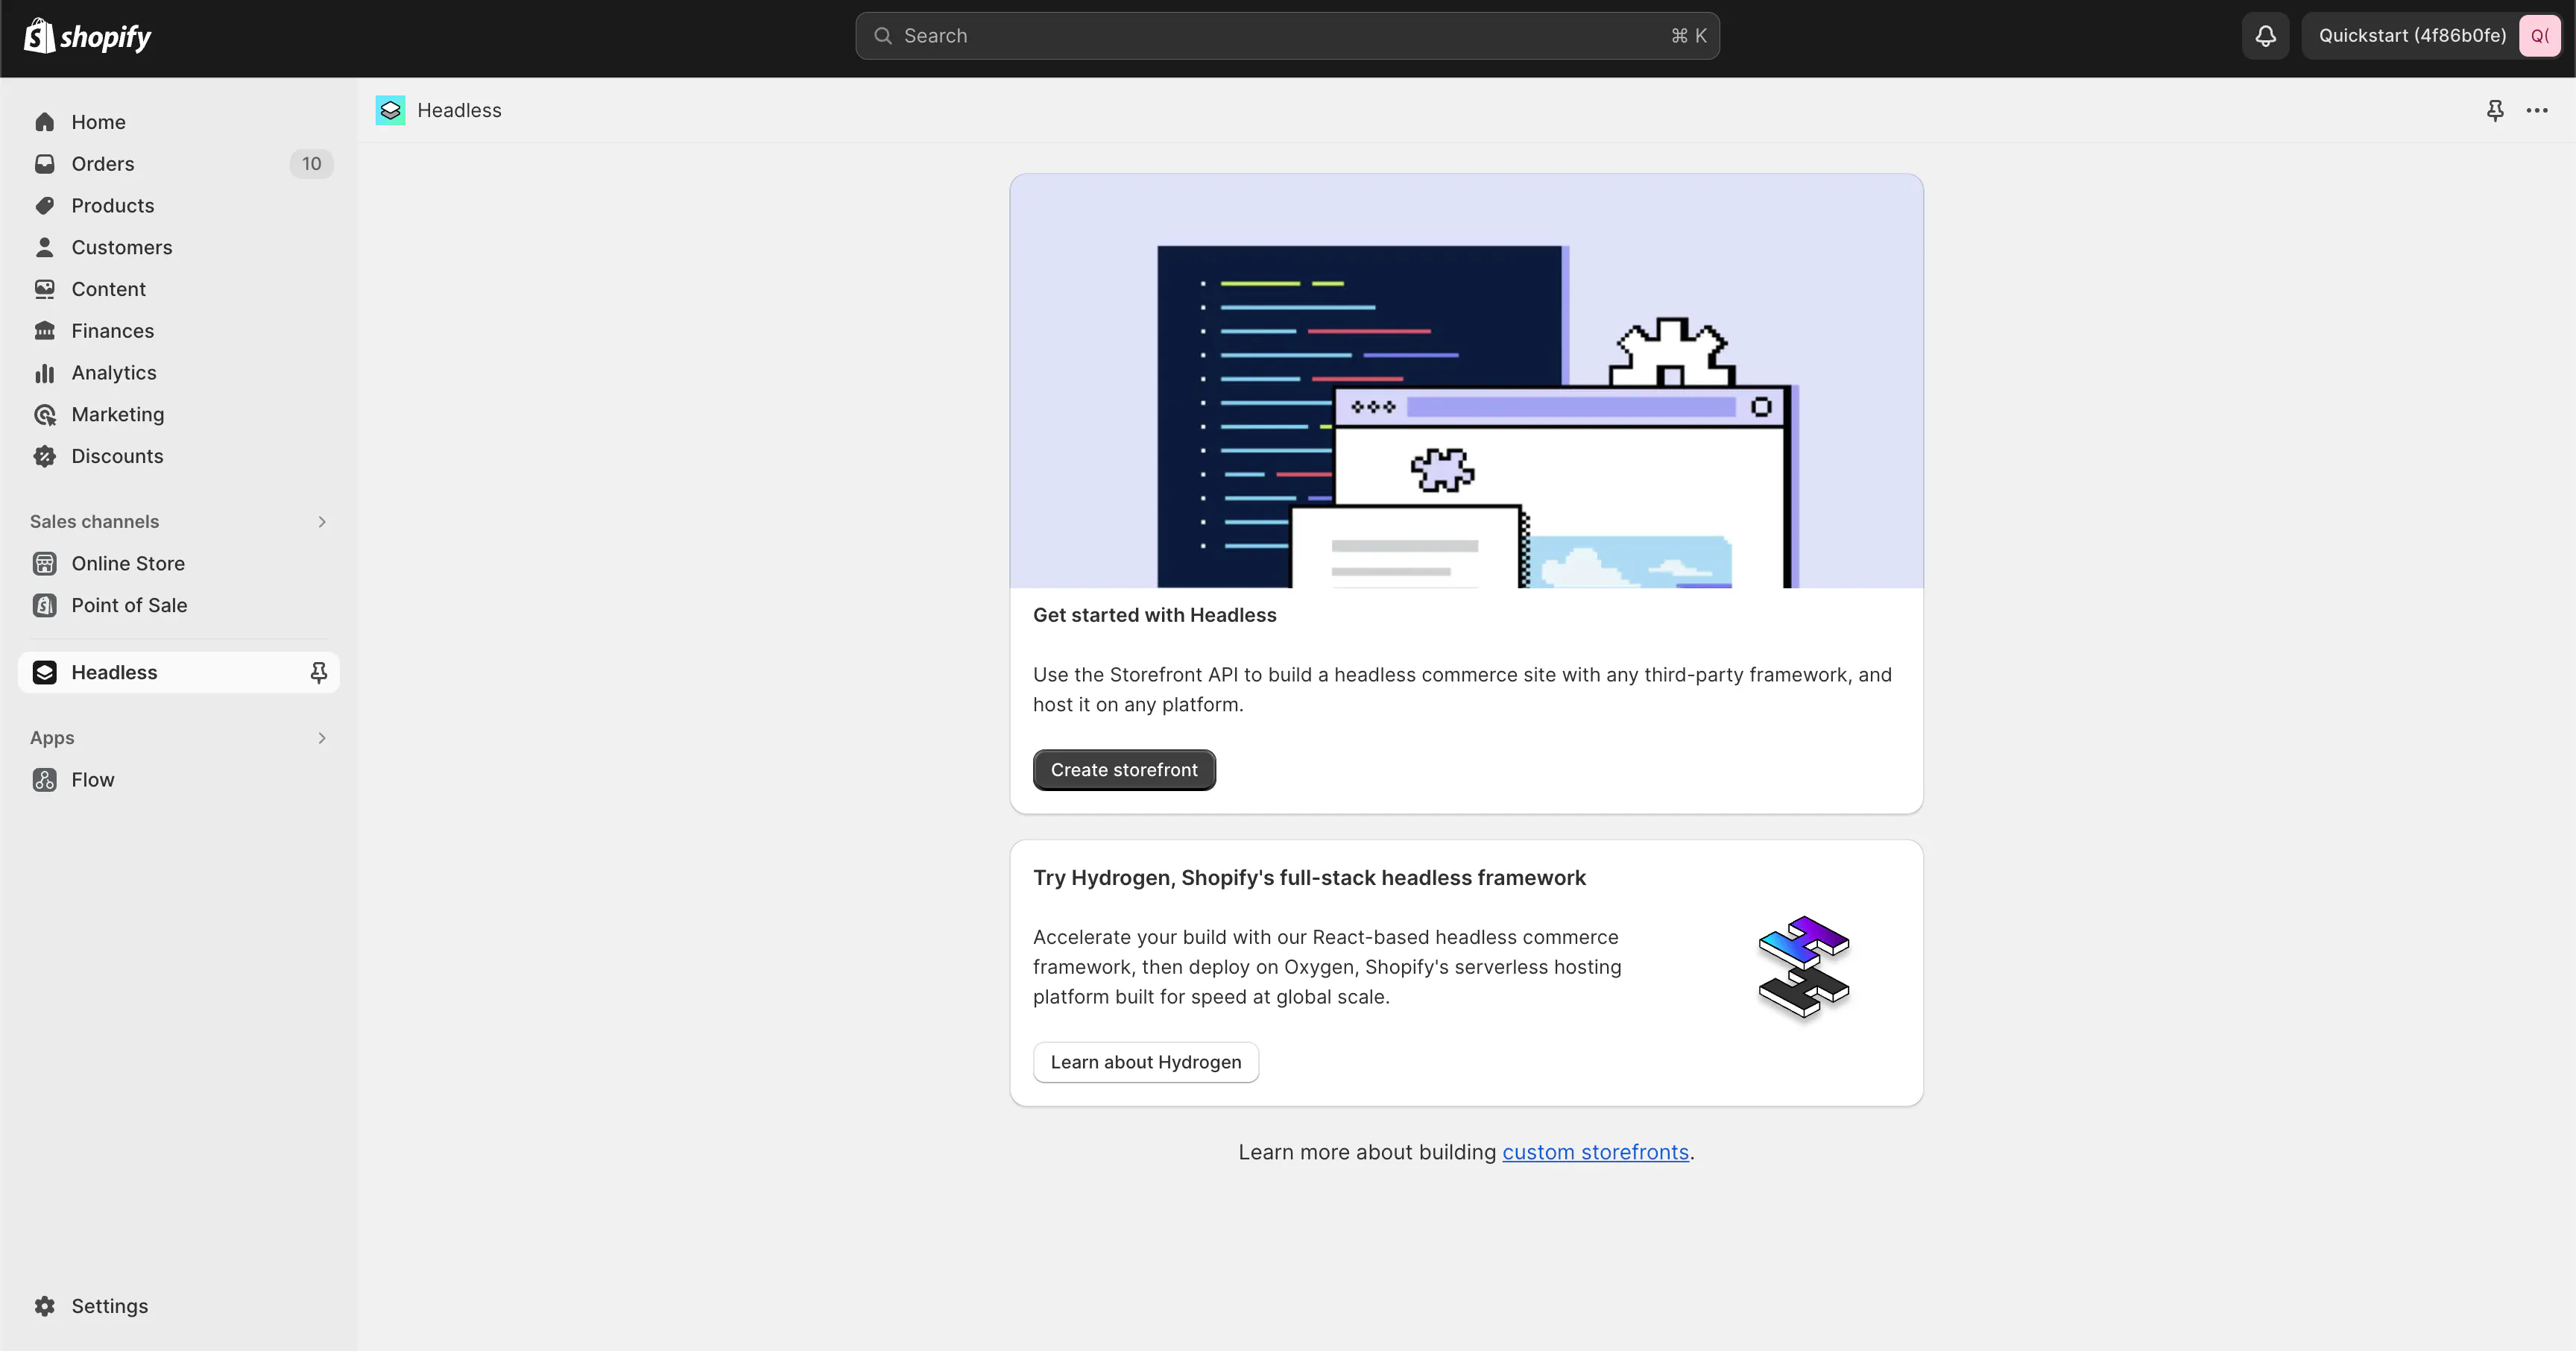 shopify
Search
⌘ K
Quickstart (4f86b0fe)
Q(
Home
Orders
10
Products
Customers
Content
Finances
Analytics
Marketing
Discounts
Sales channels
Online Store
Point of Sale
Headless
Apps
Flow
Settings
Headless
Get started with Headless
Use the Storefront API to build a headless commerce site with any third-party framework, and
host it on any platform.
Create storefront
Try Hydrogen, Shopify's full-stack headless framework
Accelerate your build with our React-based headless commerce
framework, then deploy on Oxygen, Shopify's serverless hosting
platform built for speed at global scale.
Learn about Hydrogen
Learn more about building custom storefronts.